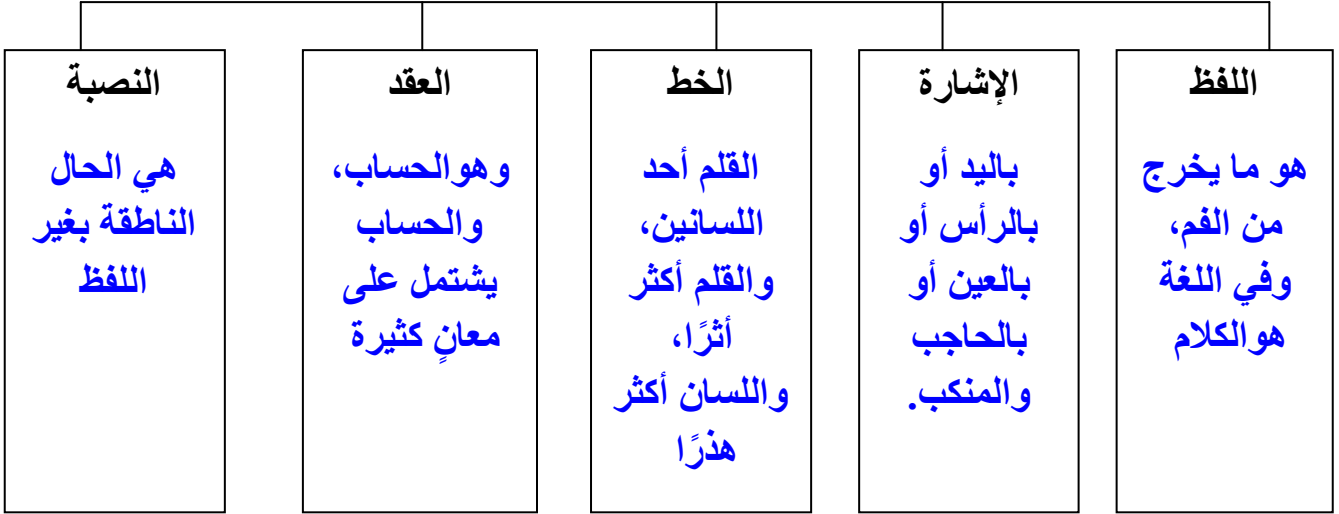 اللفظ
هو ما يخرج
من الفم،
وفي اللغة
هوالكلام
الإشارة
باليد أو
بالرأس أو
بالعين أو
بالحاجب
والمنكب.
الخط
القلم أحد
اللسانين،
والقلم أكثر
أثرًا،
واللسان أكثر
هذرًا
العقد
وهوالحساب،
والحساب
يشتمل على
معانٍ كثيرة
النصبة
هي الحال
الناطقة بغير
اللفظ